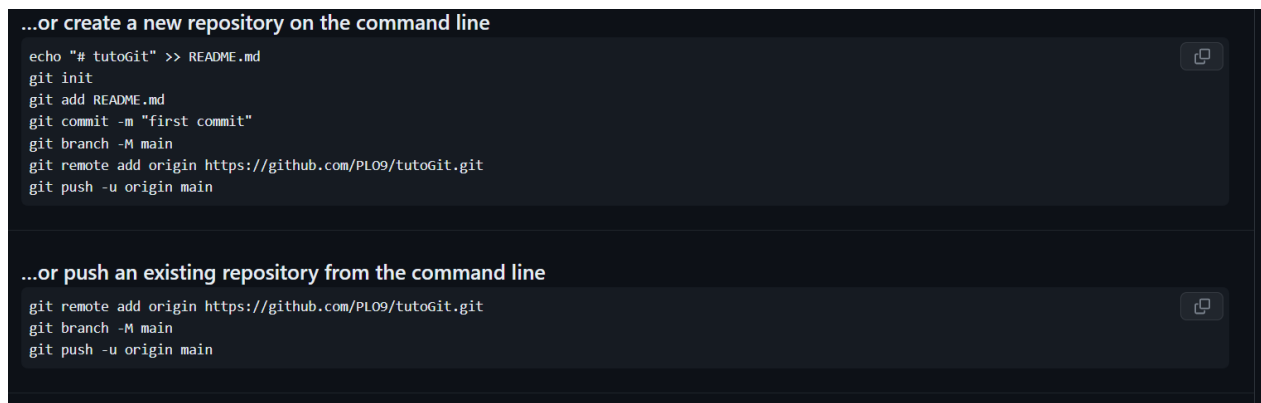 ...or create a new repository on the command line
echo "# tutoGit" >> README.md
git init
git add README.md
git commit -m "first commit"
git branch -M main
git remote add origin https://github.com/PLO9/tutoGit.git
git push -u origin main
...or push an existing repository from the command line
git remote add origin https://github.com/PLO9/tutoGit.git
git branch -M main
git push -u origin main